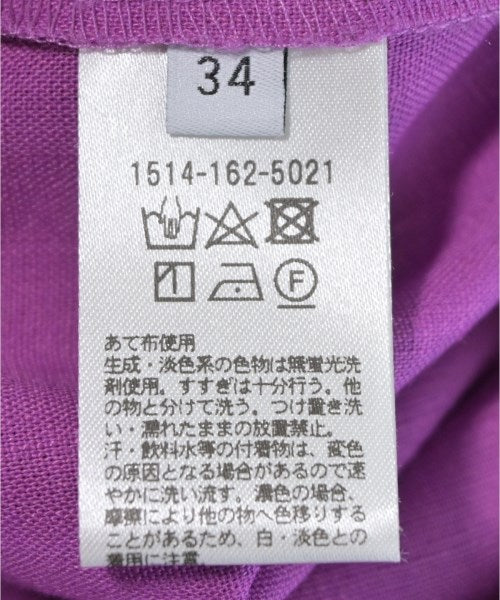 34
1514-162-5021
F
あて布使用
生成・淡色系の色物は無蛍光洗
剤使用。すすぎは十分行う。他
の物と分けて洗う。つけ置き洗
い・濡れたままの放置禁止。
汗・飲料水等の付着物は、変色
の原因となる場合があるので速
やかに洗い流す。濃色の場合、
摩擦により他の物へ色移りする
ことがあるため、白・淡色との
着用に注意。